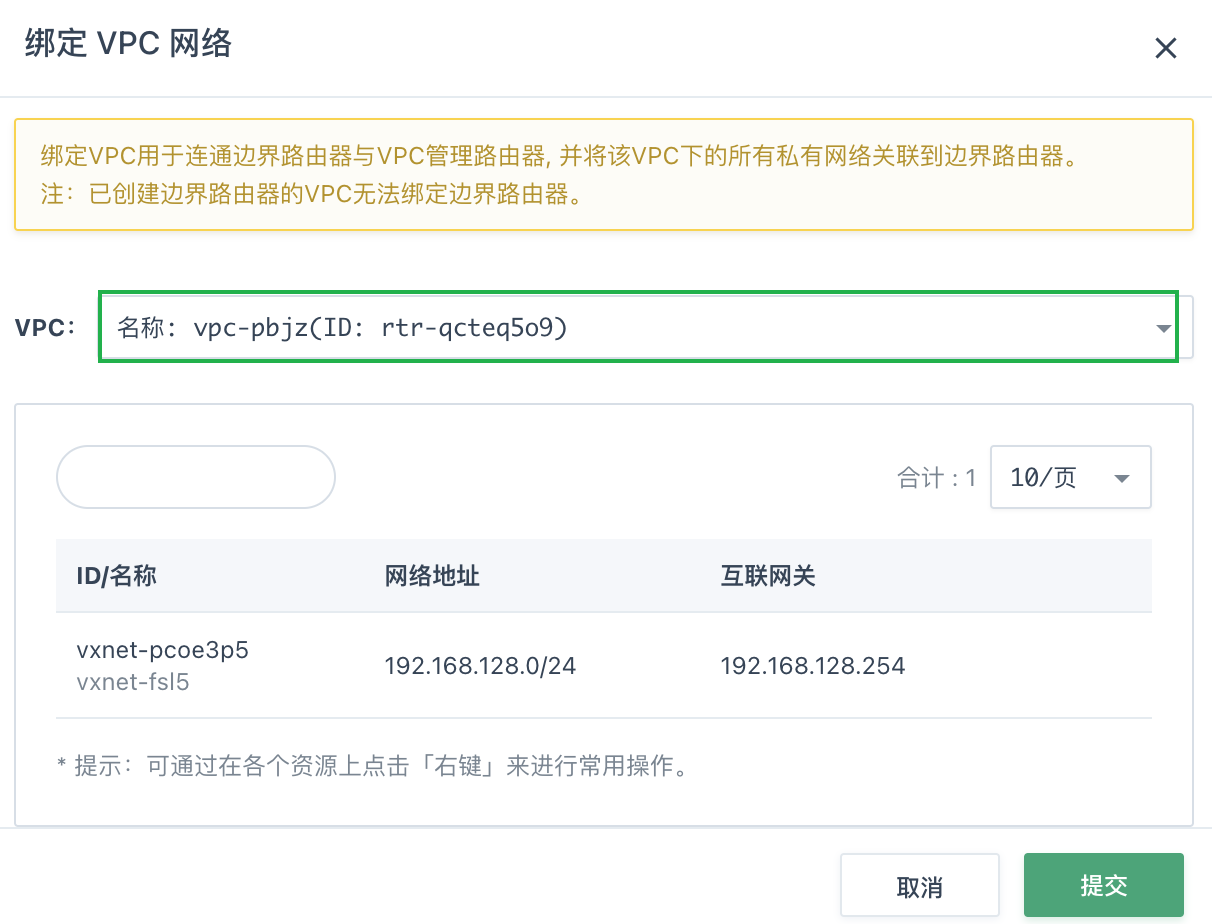 绑定 VPC 网络
绑定VPC用于连通边界路由器与VPC管理路由器, 并将该VPC下的所有私有网络关联到边界路由器。
注：已创建边界路由器的VPC无法绑定边界路由器。
VPC： 名称: vpc-pbjz(ID: rtr-qcteq5o9)
合计 : 1 10/页
ID/名称 网络地址 互联网关
vxnet-pcoe3p5 192.168.128.0/24 192.168.128.254
vxnet-fsl5
* 提示：可通过在各个资源上点击「右键」来进行常用操作。
取消 提交